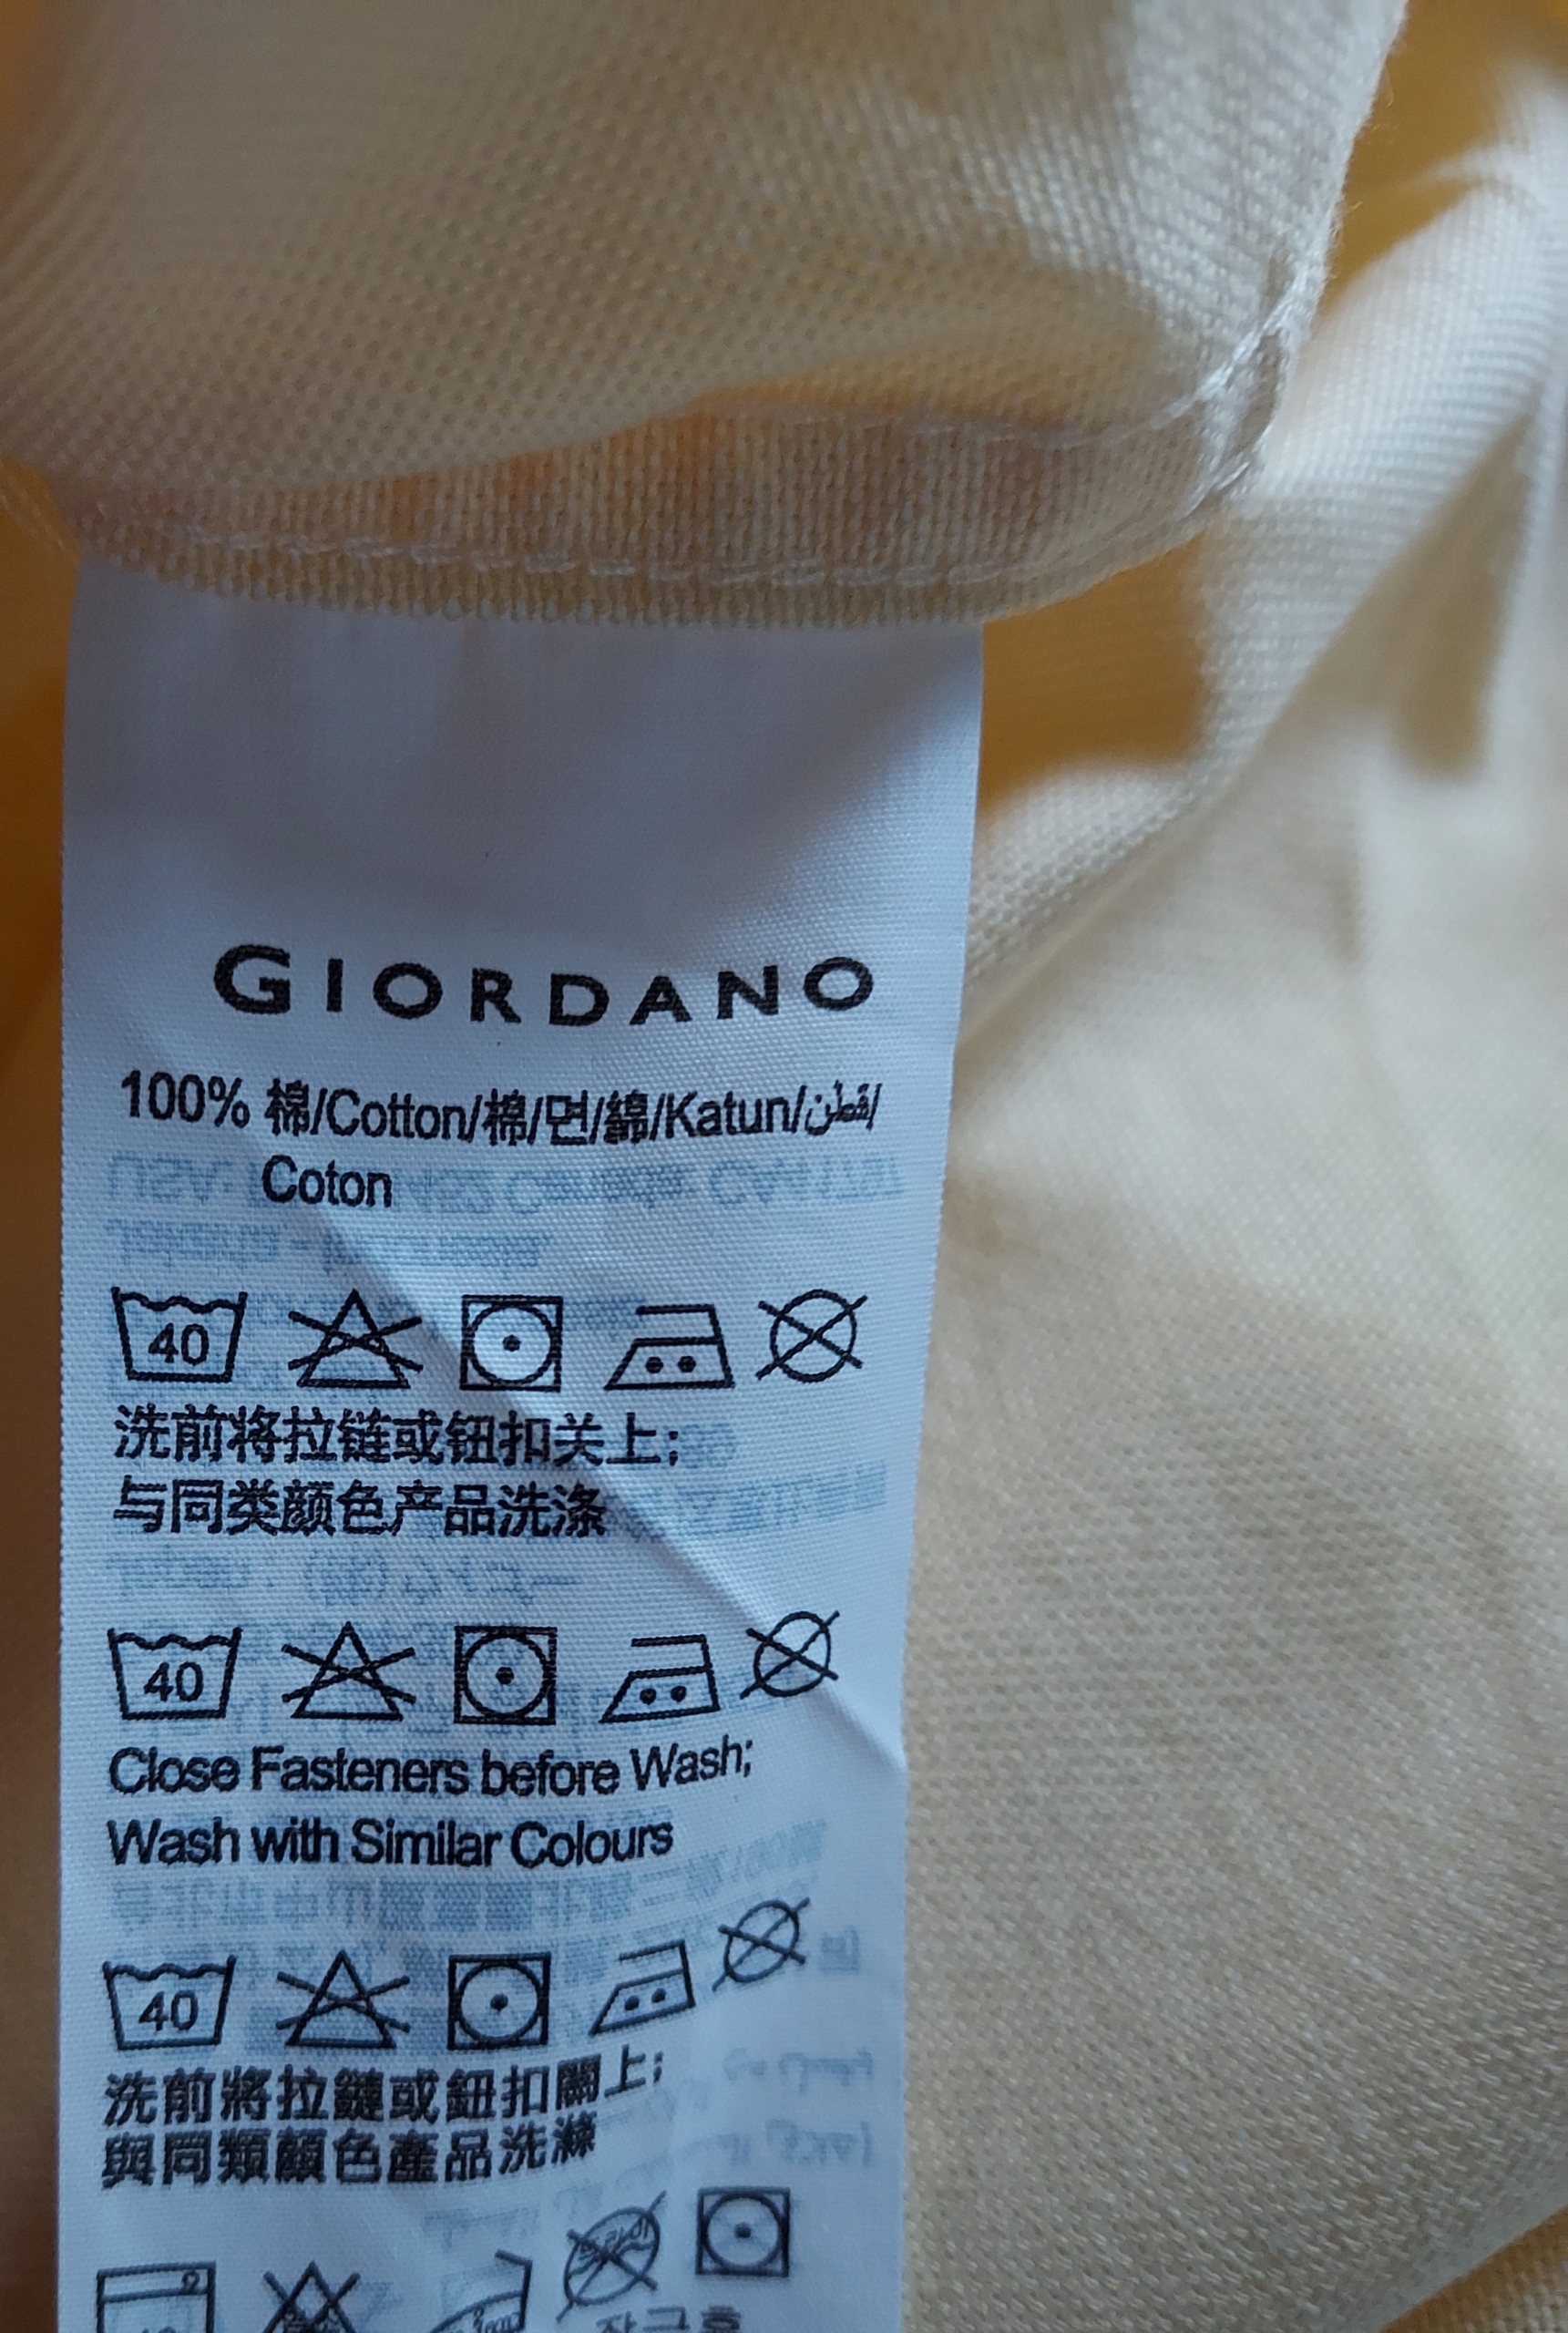 GIORDANO
100% 棉/Cotton/棉/면/綿/Katun/قطن/
Coton
40
洗前将拉链或钮扣关上;
与同类颜色产品洗涤
40
Close Fasteners before Wash;
Wash with Similar Colours
40
洗前將拉鏈或鈕扣關上;
與同類顏色產品洗滌